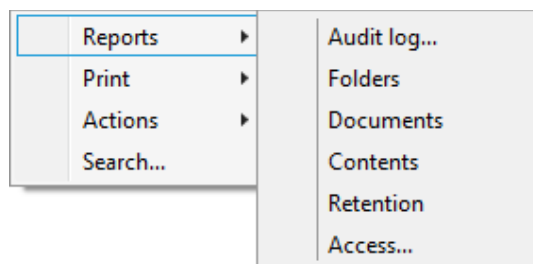 Reports
Print
Actions
Search...
Audit log...
Folders
Documents
Contents
Retention
Access...